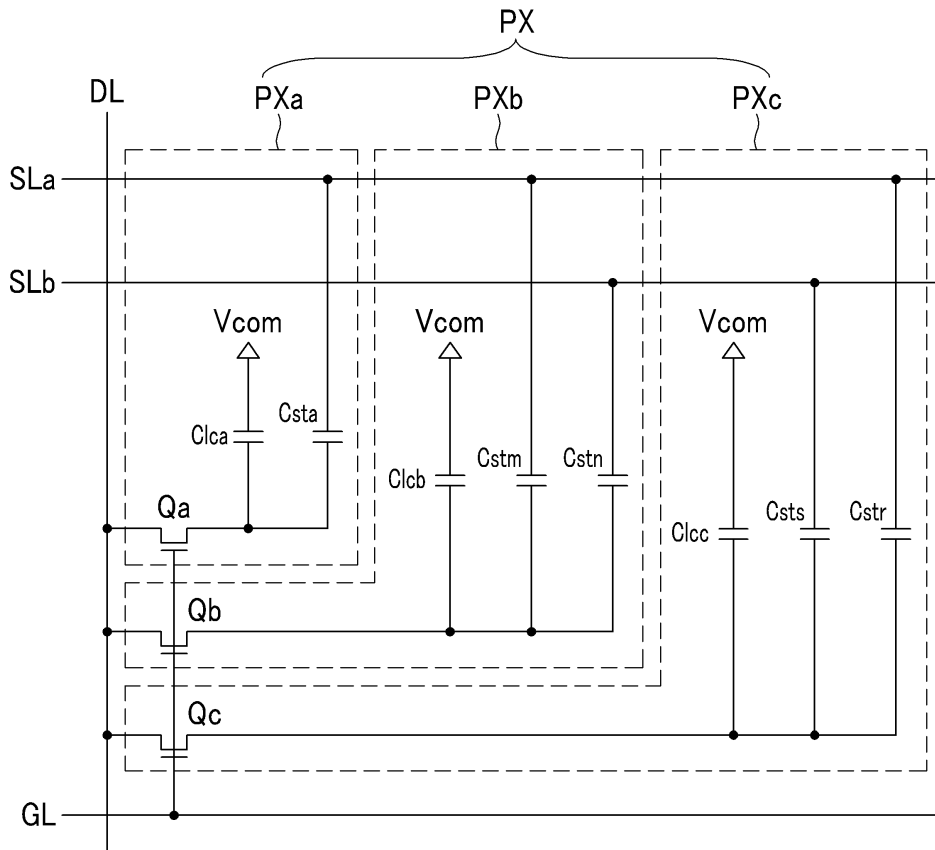 PX
DL
PXa
PXb
PXc
SLa
SLb
Vcom
Vcom
Vcom
Csta
Clca
Cstm
Cstn
Clcb
Csts
Cstr
Clcc
Qa
Qb
Qc
GL